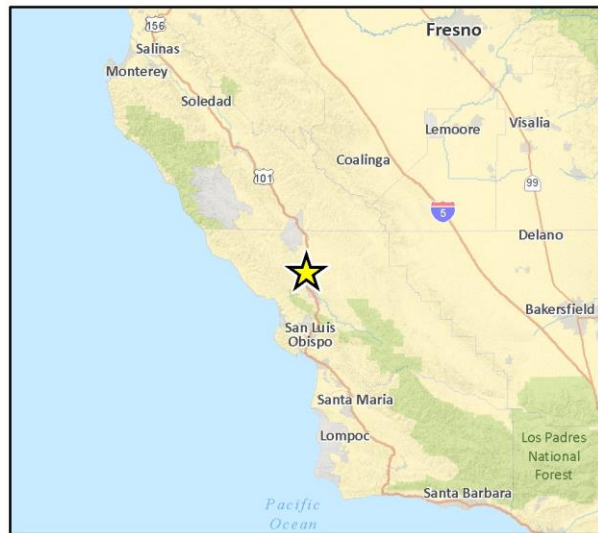 156
Fresno
Salinas
Monterey
Soledad
Lemoore
Visalia
Coalinga
101
99
5
Delano
Bakersfield
San Luis
Obispo
Santa Maria
Lompoc
Los Padres
National
Forest
Santa Barbara
Pacific
Ocean